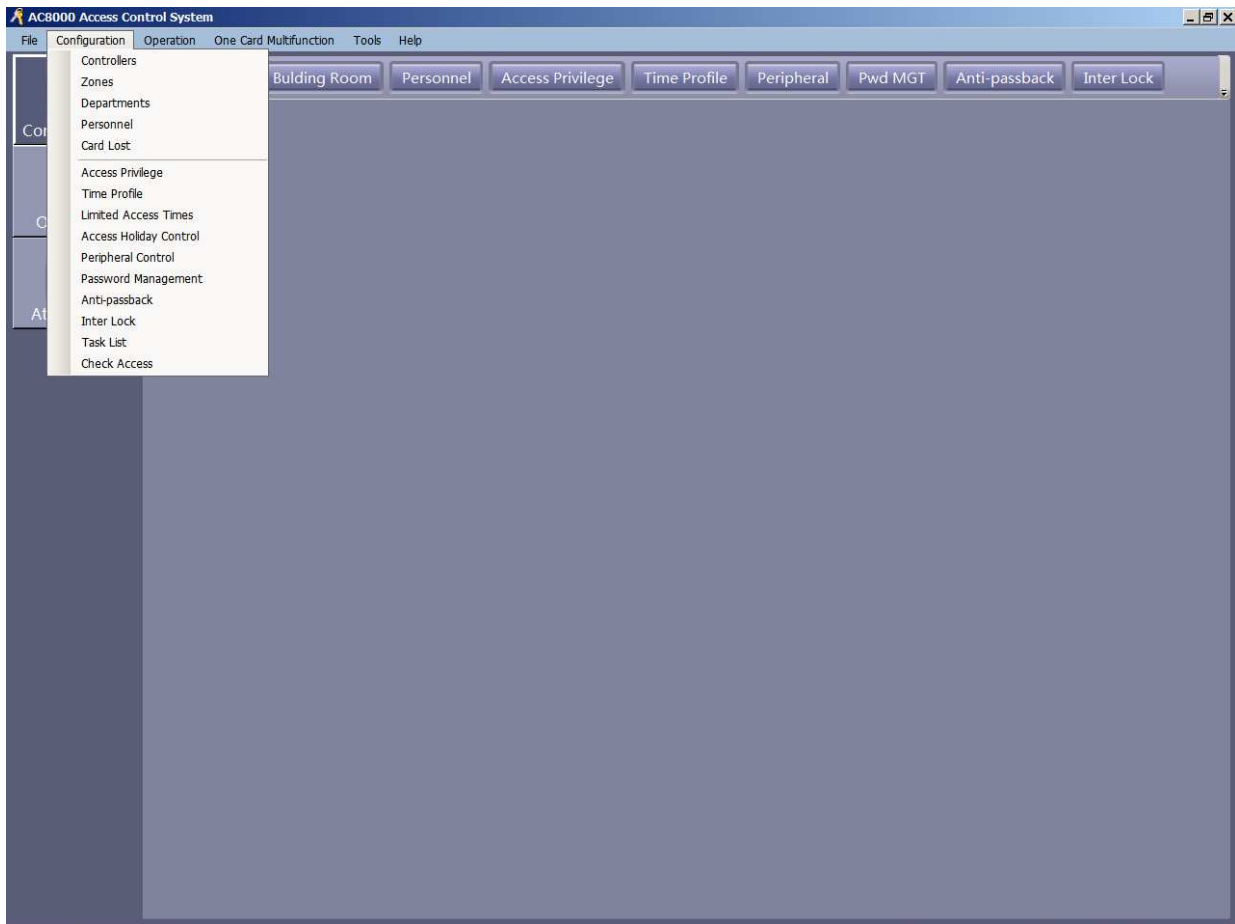 AC8000 Access Control System
File Configuration Operation One Card Multifunction Tools Help
Bulding Room Personnel Access Privilege Time Profile Peripheral Pwd MGT Anti-passback Inter Lock
Controllers
Zones
Departments
Personnel
Card Lost
Access Privilege
Time Profile
Limited Access Times
Access Holiday Control
Peripheral Control
Password Management
Anti-passback
Inter Lock
Task List
Check Access